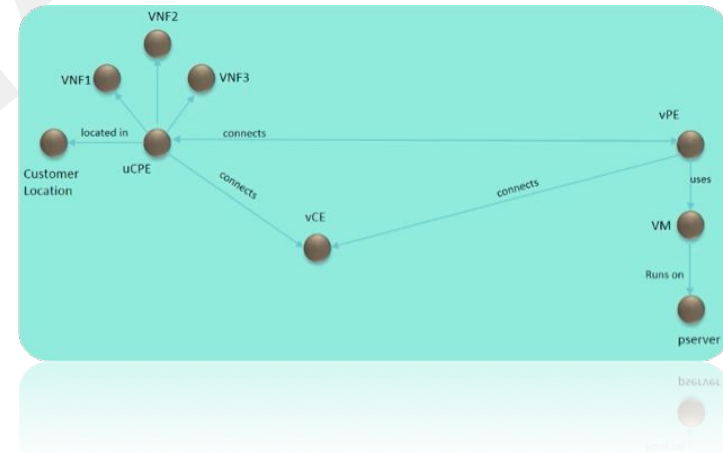 VNF2
VNF1
VNF3
vPE
located in
connects
Customer
Location
uCPE
connects
connects
uses
vCE
VM
Runs on
pserver